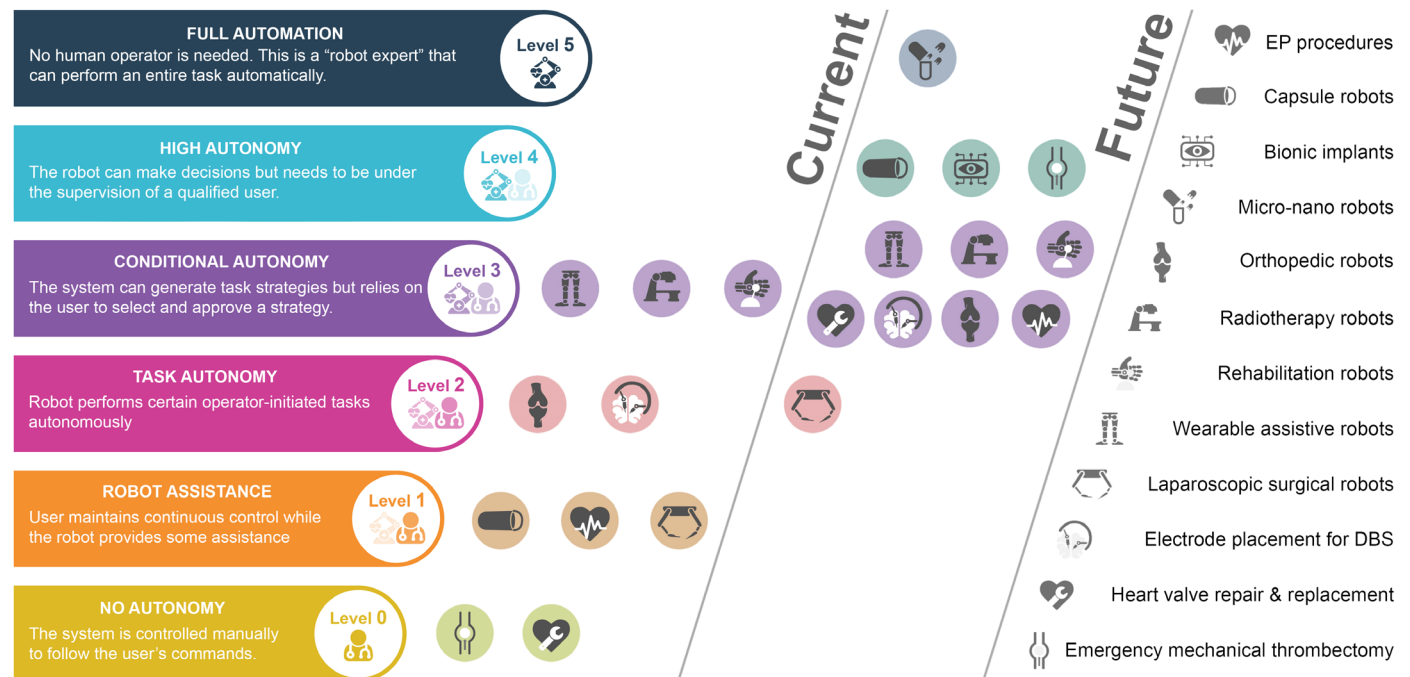 FULL AUTOMATION
No human operator is needed. This is a “robot expert” that
can perform an entire task automatically.
Level 5
HIGH AUTONOMY
The robot can make decisions but needs to be under
the supervision of a qualified user.
Level 4
CONDITIONAL AUTONOMY
The system can generate task strategies but relies on
the user to select and approve a strategy.
Level 3
TASK AUTONOMY
Robot performs certain operator-initiated tasks
autonomously
Level 2
ROBOT ASSISTANCE
User maintains continuous control while
the robot provides some assistance
Level 1
NO AUTONOMY
The system is controlled manually
to follow the user’s commands.
Level 0
Current
Future
EP procedures
Capsule robots
Bionic implants
Micro-nano robots
Orthopedic robots
Radiotherapy robots
Rehabilitation robots
Wearable assistive robots
Laparoscopic surgical robots
Electrode placement for DBS
Heart valve repair & replacement
Emergency mechanical thrombectomy